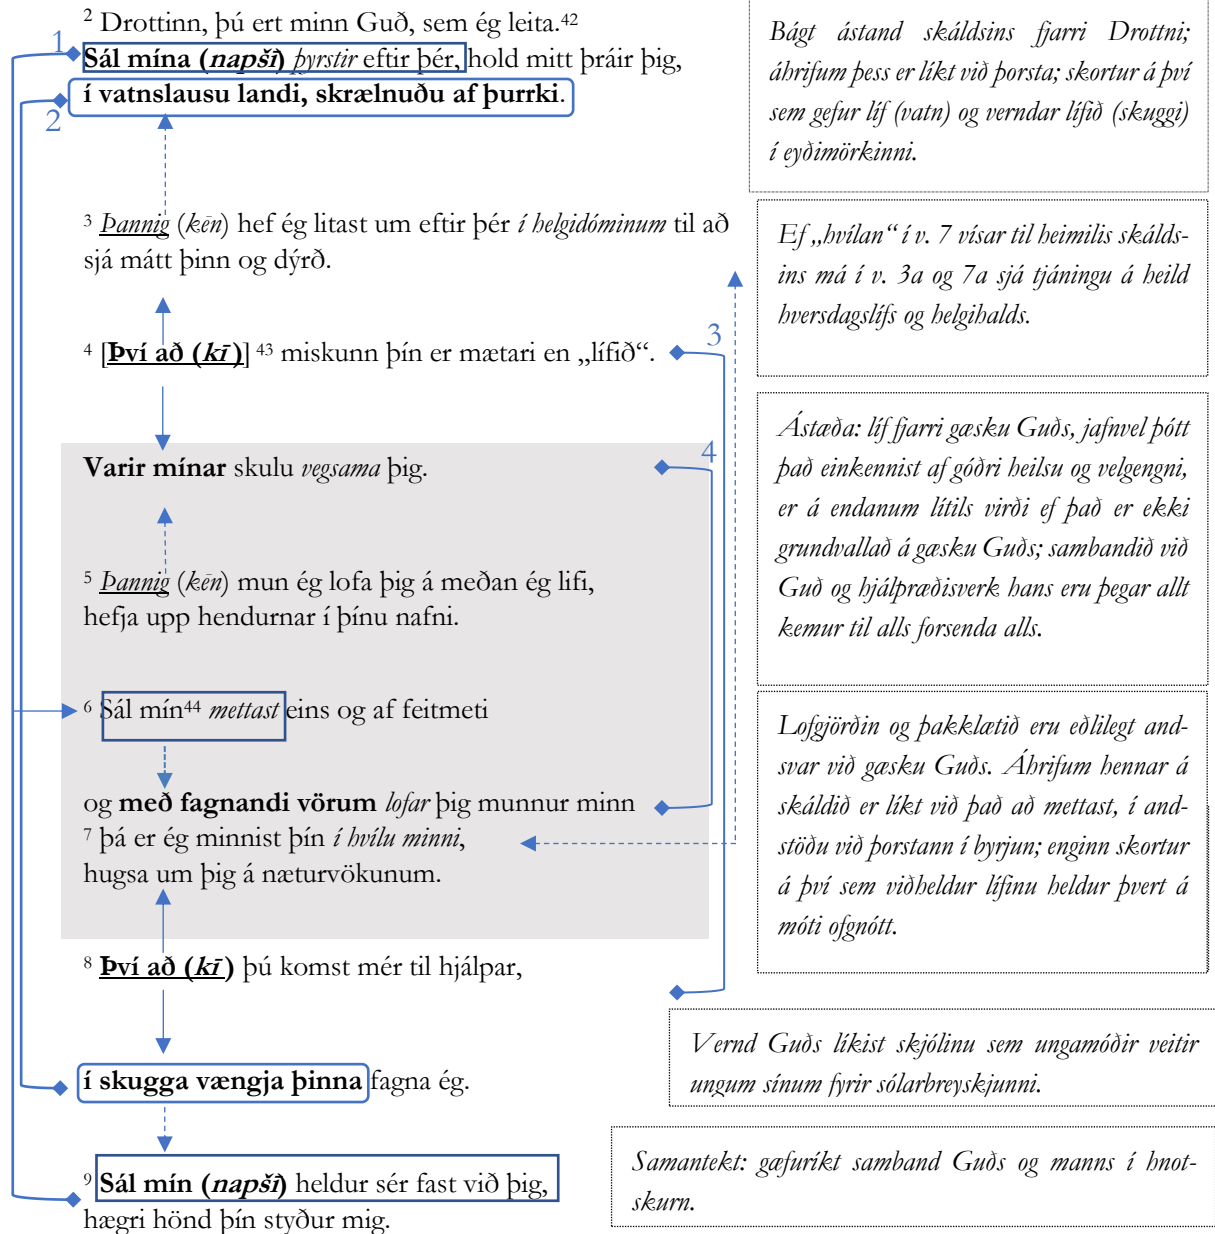 ² Drottinn, þú ert minn Guð, sem ég leita.⁴²
1
Sál mína (napšī) þyrstir eftir þér, hold mitt þráir þig,
í vatnslausu landi, skrælnuðu af þurrki.
2
³ Þannig (kēn) hef ég litast um eftir þér í helgidóminum til að
sjá mátt þinn og dýrð.
⁴ [Því að (kī)]⁴³ miskunn þín er mætari en „lífið“.
3
Varir mínar skulu vegsama þig.
4
⁵ Þannig (kēn) mun ég lofa þig á meðan ég lifi,
hefja upp hendurnar í þínu nafni.
⁶ Sál mín⁴⁴ mettast eins og af feitmeti
og með fagnandi vörum lofar þig munnur minn
⁷ þá er ég minnist þín í hvílu minni,
hugsa um þig á næturvökunum.
⁸ Því að (kī) þú komst mér til hjálpar,
í skugga vængja þinna fagna ég.
⁹ Sál mín (napšī) heldur sér fast við þig,
hægri hönd þín styður mig.
Bágt ástand skáldsins fjarri Drottni;
áhrifum þess er líkt við þorsta; skortur á því
sem gefur líf (vatn) og verndar lífið (skuggi)
í eyðimörkinni.
Ef „hvílan“ í v. 7 vísar til heimilis skálds-
ins má í v. 3a og 7a sjá tjáningu á heild
hversdagslífs og helgihalds.
Ástæða: líf fjarri gæsku Guðs, jafnvel þótt
það einkennist af góðri heilsu og velgengni,
er á endanum lítils virði ef það er ekki
grundvallað á gæsku Guðs; sambandið við
Guð og hjálpræðisverk hans eru þegar allt
kemur til alls forsenda alls.
Lofgjörðin og þakklætið eru eðlilegt and-
svar við gæsku Guðs. Áhrifum hennar á
skáldið er líkt við það að mettast, í and-
stöðu við þorstann í byrjun; enginn skortur
á því sem viðheldur lífinu heldur þvert á
móti ofgnótt.
Vernd Guðs líkist skjólinu sem ungamóðir veitir
ungum sínum fyrir sólarbreyskjunni.
Samantekt: gæfuríkt samband Guðs og manns í hnot-
skurn.